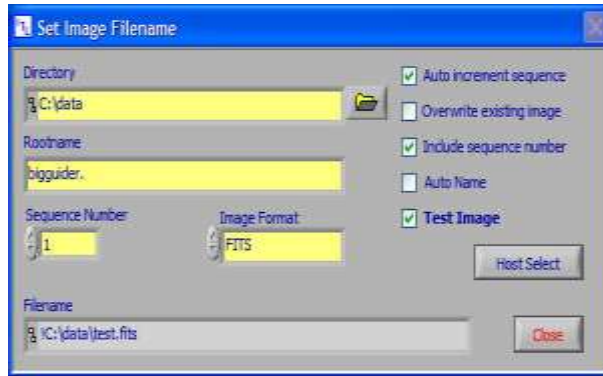 Set Image Filename
Directory
C:\data
Auto increment sequence
Overwrite existing image
Rootname
Include sequence number
bigguider.
Auto Name
Sequence Number
Image Format
Test Image
1
FITS
Host Select
Filename
!C:\data\test.fits
Close